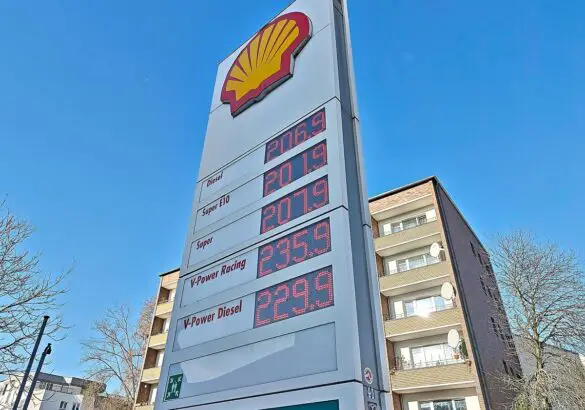 Diesel 206.9
Super E10 201.9
Super 207.9
V-Power Racing 235.9
V-Power Diesel 229.9